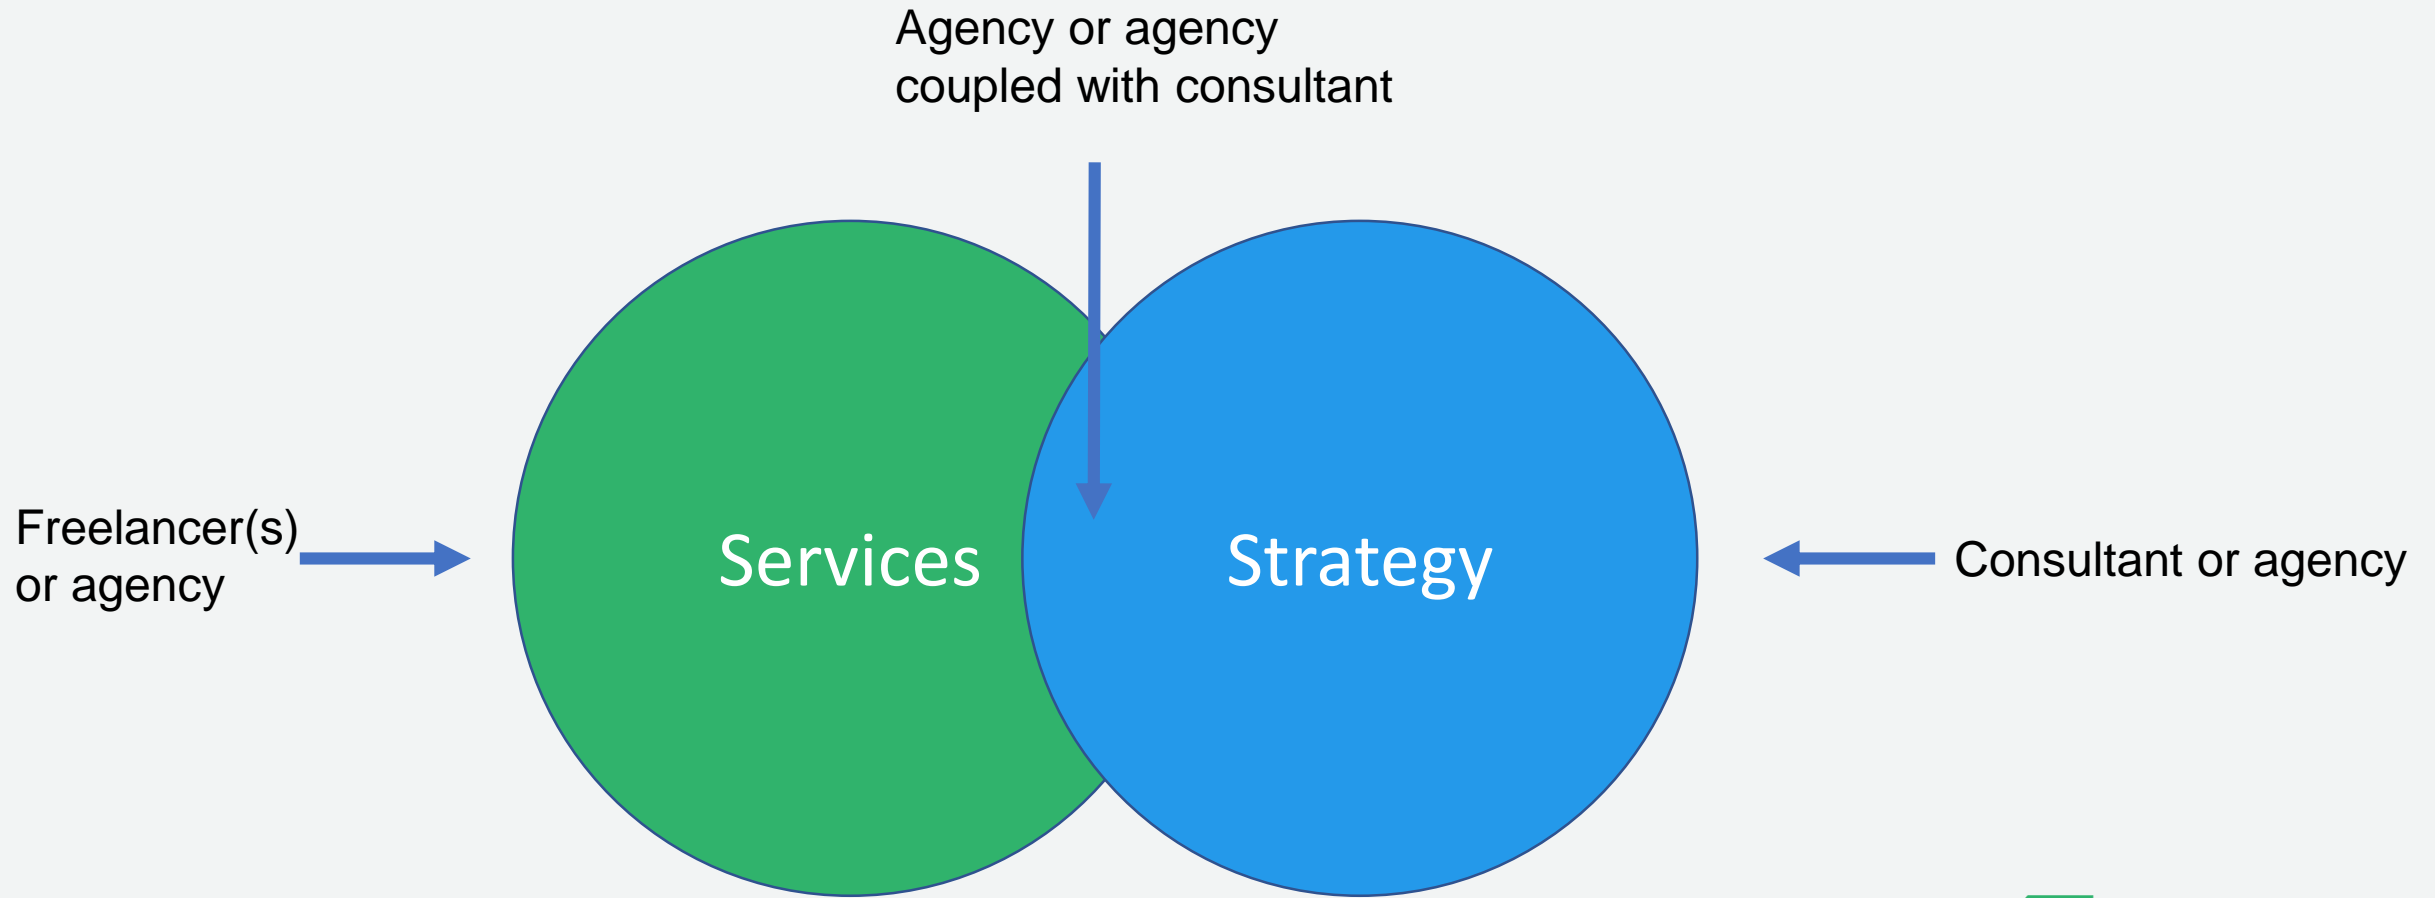 Agency or agency
coupled with consultant
Freelancer(s)
or agency
Services
Strategy
Consultant or agency